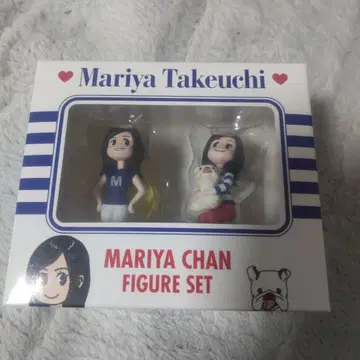 Mariya Takeuchi
M
MARIYA CHAN
FIGURE SET